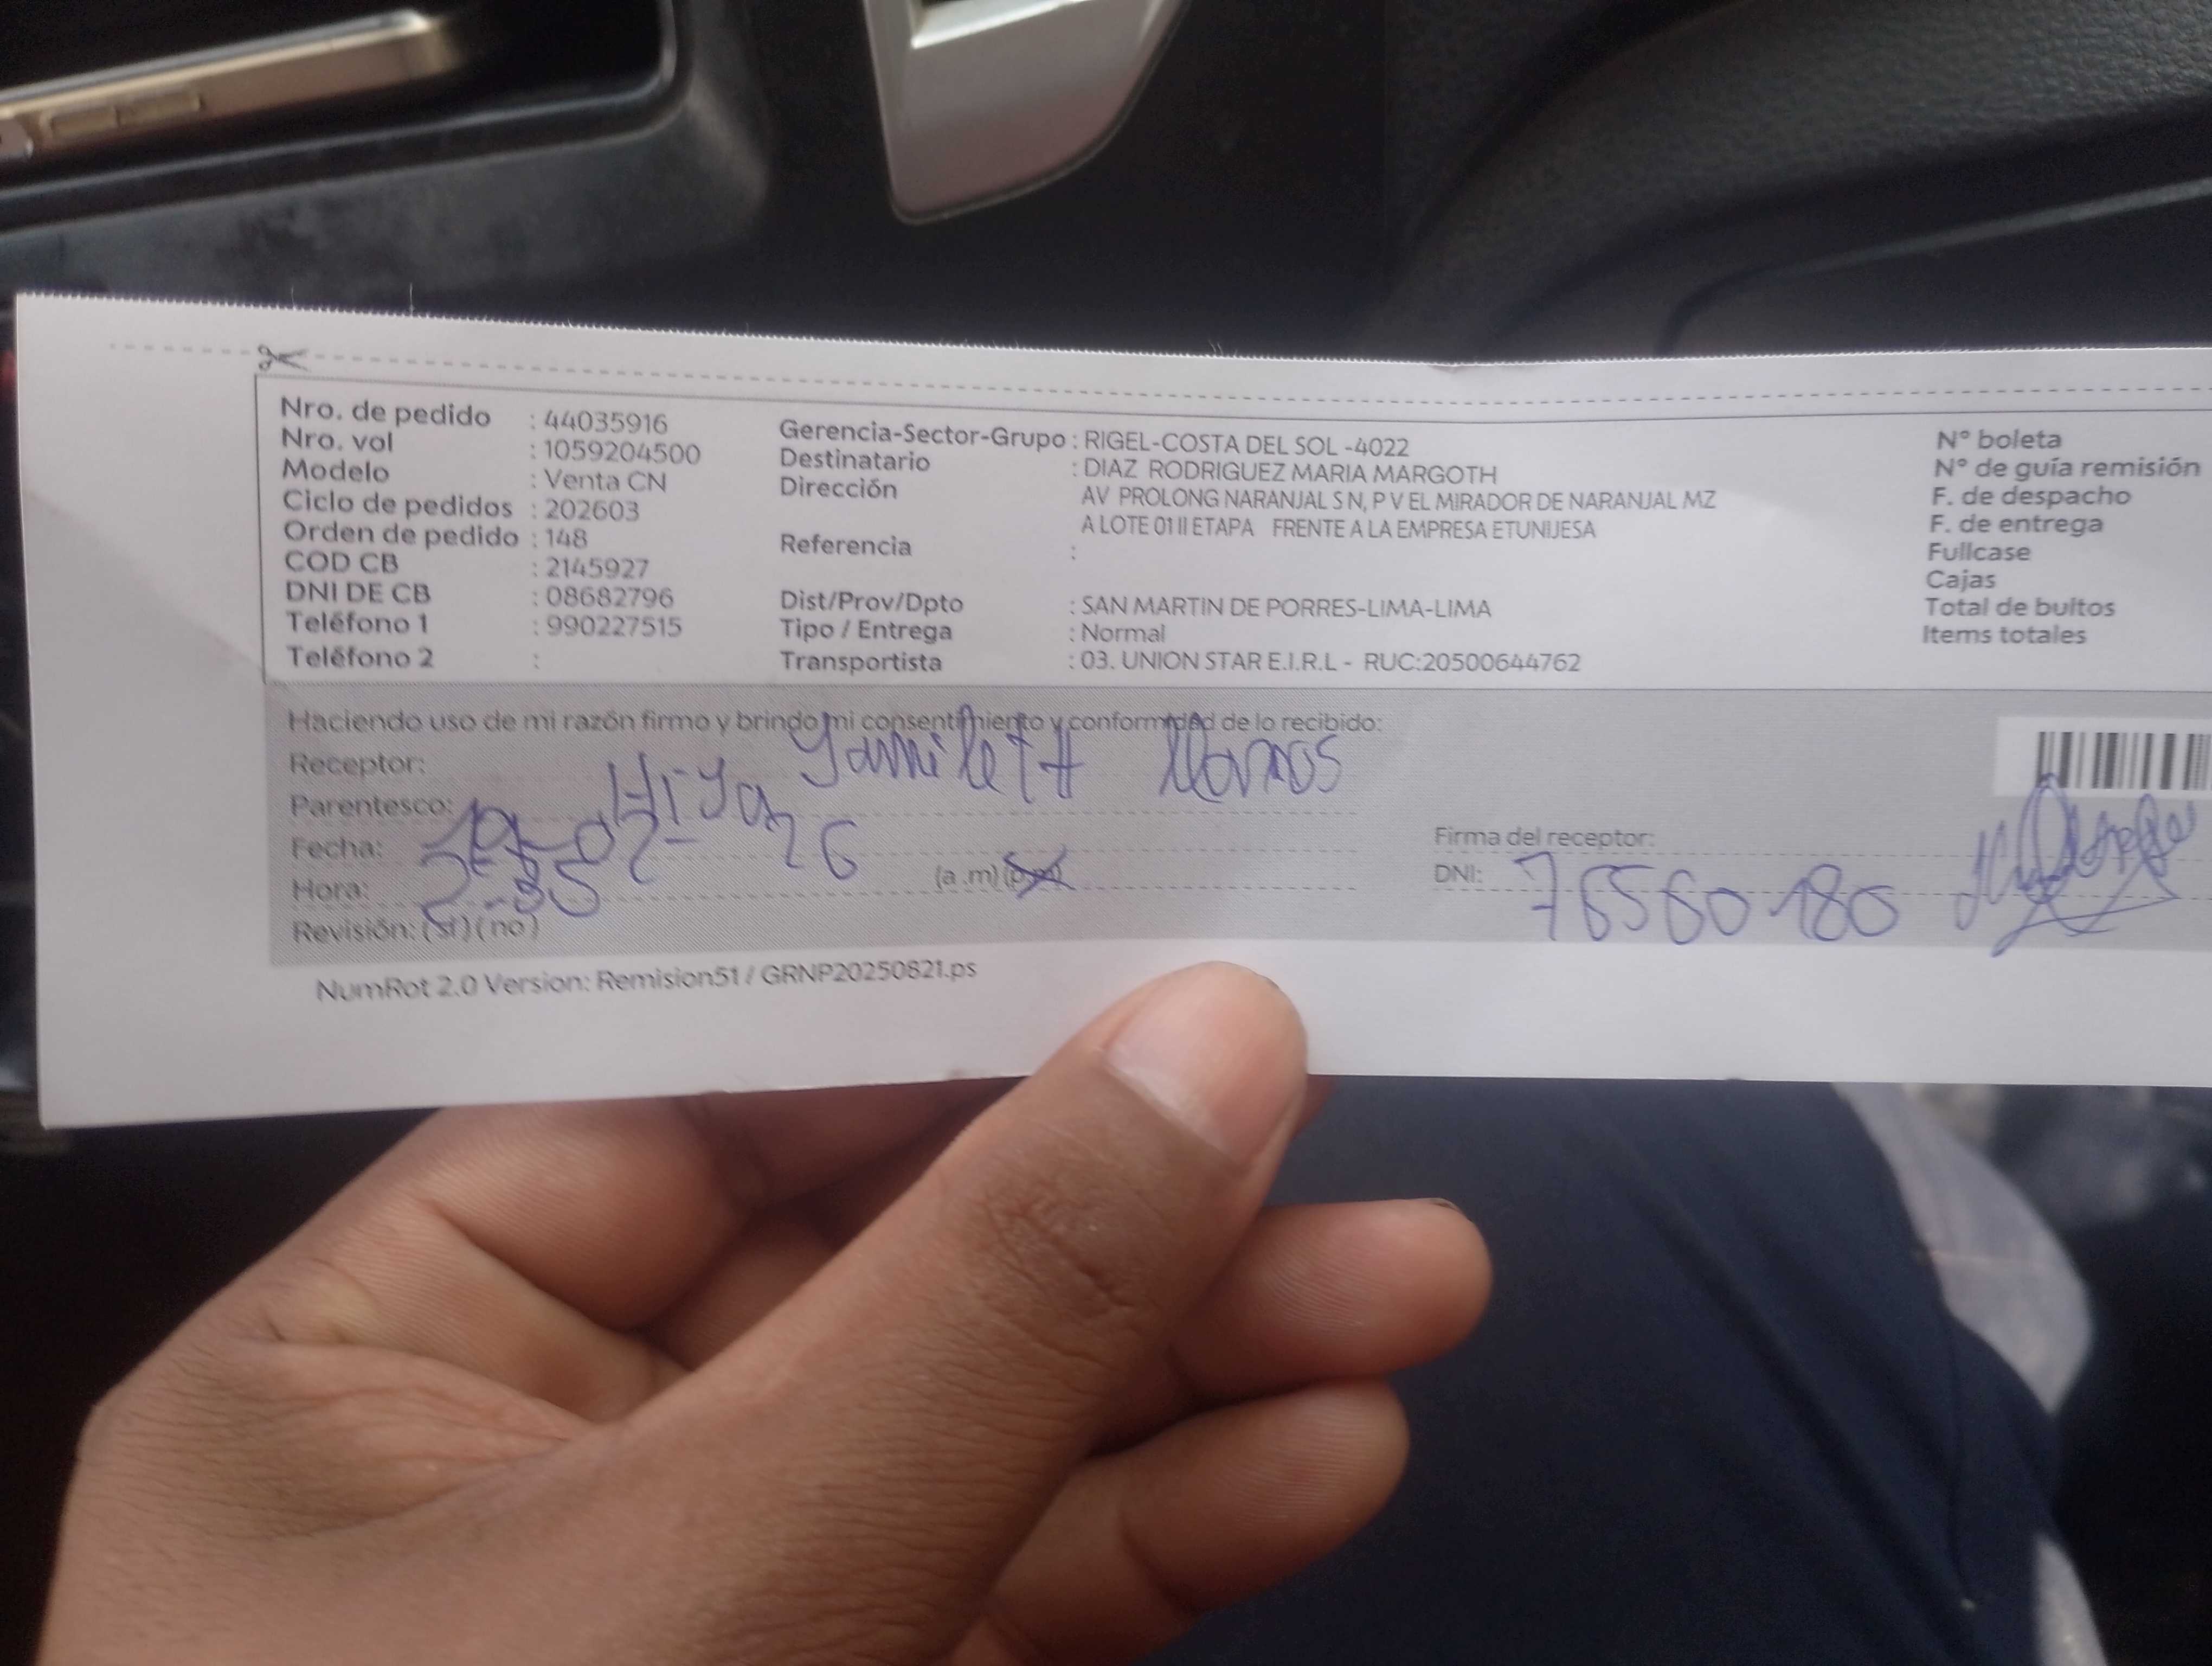 Nro. de pedido : 44035916
Nro. vol : 1059204500
Modelo : Venta CN
Ciclo de pedidos : 202603
Orden de pedido : 148
COD CB : 2145927
DNI DE CB : 08682796
Teléfono 1 : 990227515
Teléfono 2 :
Gerencia-Sector-Grupo : RIGEL-COSTA DEL SOL -4022
Destinatario : DIAZ RODRIGUEZ MARIA MARGOTH
Dirección AV PROLONG NARANJAL S N, P V EL MIRADOR DE NARANJAL MZ
A LOTE 01 II ETAPA FRENTE A LA EMPRESA ETUNIJESA
Referencia :
Dist/Prov/Dpto : SAN MARTIN DE PORRES-LIMA-LIMA
Tipo / Entrega : Normal
Transportista : 03. UNION STAR E.I.R.L - RUC:20500644762
N° boleta
N° de guía remisión
F. de despacho
F. de entrega
Fullcase
Cajas
Total de bultos
Items totales
Haciendo uso de mi razón firmo y brindo mi consentimiento y conformidad de lo recibido:
Receptor: Yamilett
Parentesco: Hija
Fecha: 02-26
Hora: (a .m) (p.m)
Revisión: (si) (no)
Firma del receptor:
DNI: 76560180
NumRot 2.0 Version: Remision51 / GRNP20250821.ps